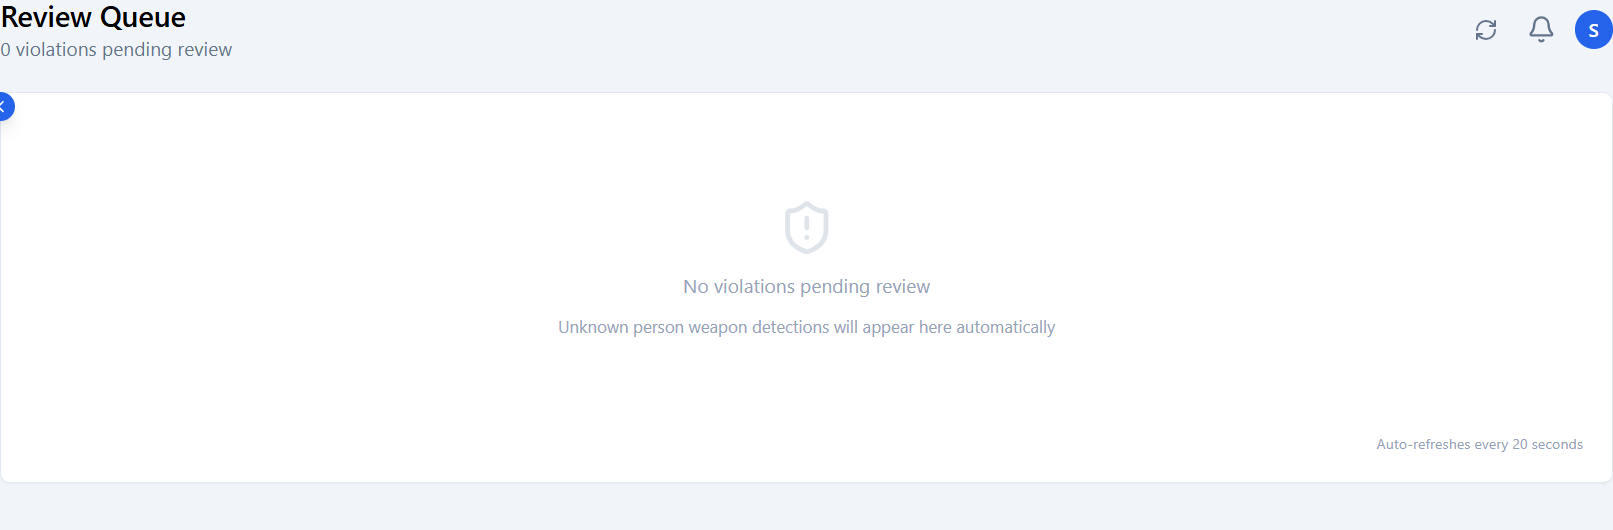 Review Queue
0 violations pending review
S
No violations pending review
Unknown person weapon detections will appear here automatically
Auto-refreshes every 20 seconds